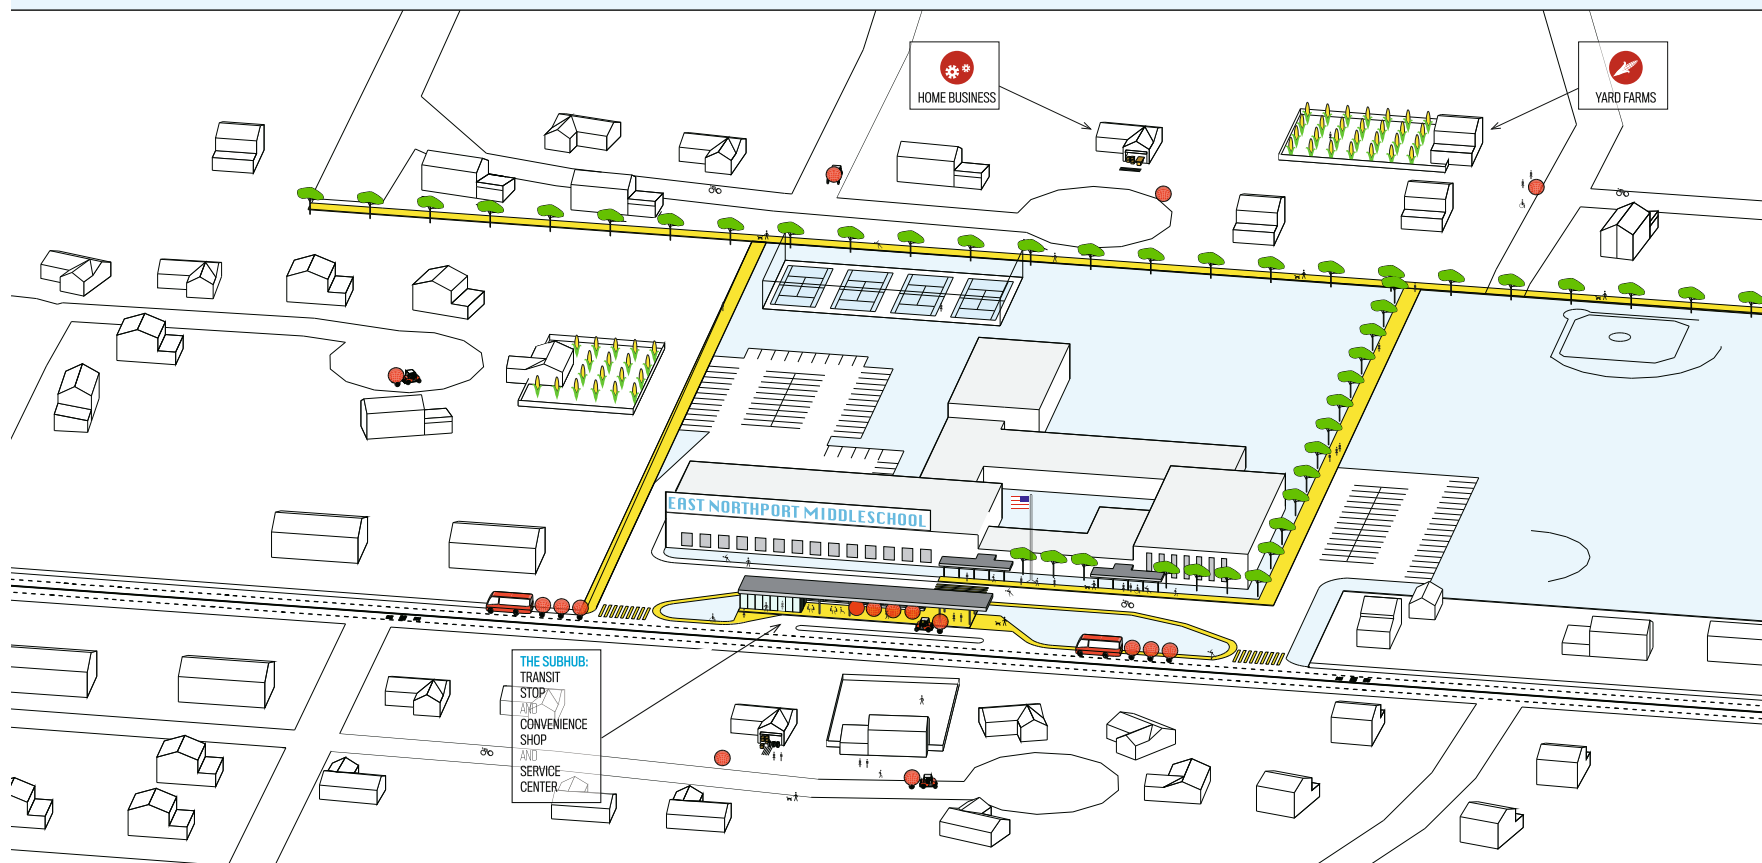 HOME BUSINESS
YARD FARMS
EAST NORTHPORT MIDDLESCHOOL
THE SUBHUB:
TRANSIT
STOP
AND
CONVENIENCE
SHOP
AND
SERVICE
CENTER